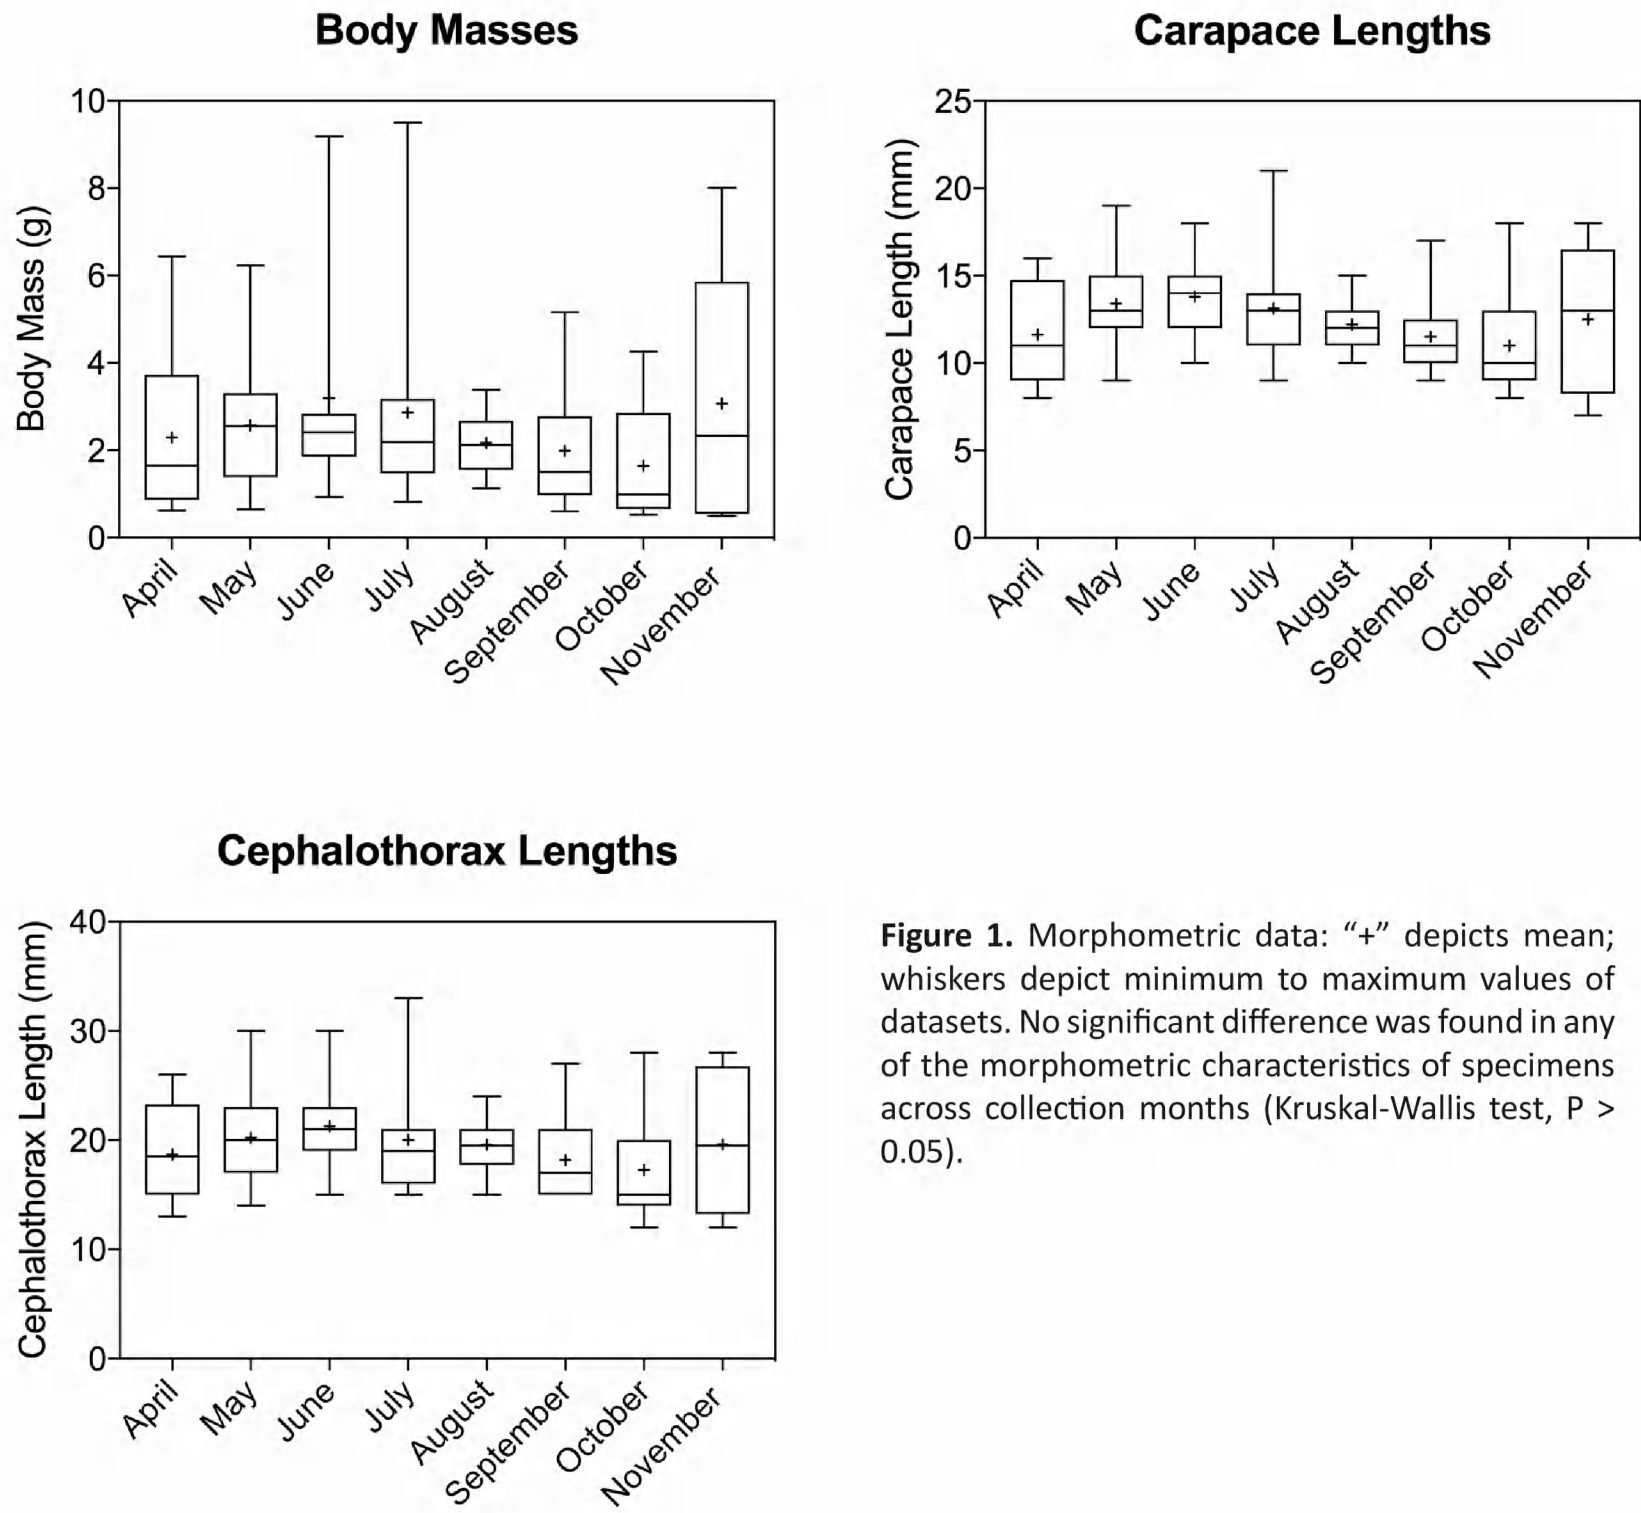 Body Masses
Body Mass (g)
10
8
6
4
2
0
April
May
June
July
August
September
October
November
Carapace Lengths
Carapace Length (mm)
25
20
15
10
5
0
April
May
June
July
August
September
October
November
Cephalothorax Lengths
Cephalothorax Length (mm)
40
30
20
10
0
April
May
June
July
August
September
October
November
Figure 1. Morphometric data: “+” depicts mean;
whiskers depict minimum to maximum values of
datasets. No significant difference was found in any
of the morphometric characteristics of specimens
across collection months (Kruskal-Wallis test, P >
0.05).